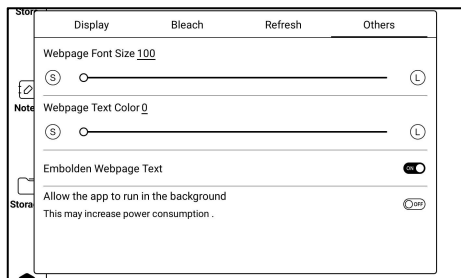 Display Bleach Refresh Others
Webpage Font Size 100
S L
Webpage Text Color 0
S L
Note
Embolden Webpage Text ON
Allow the app to run in the background OFF
This may increase power consumption .